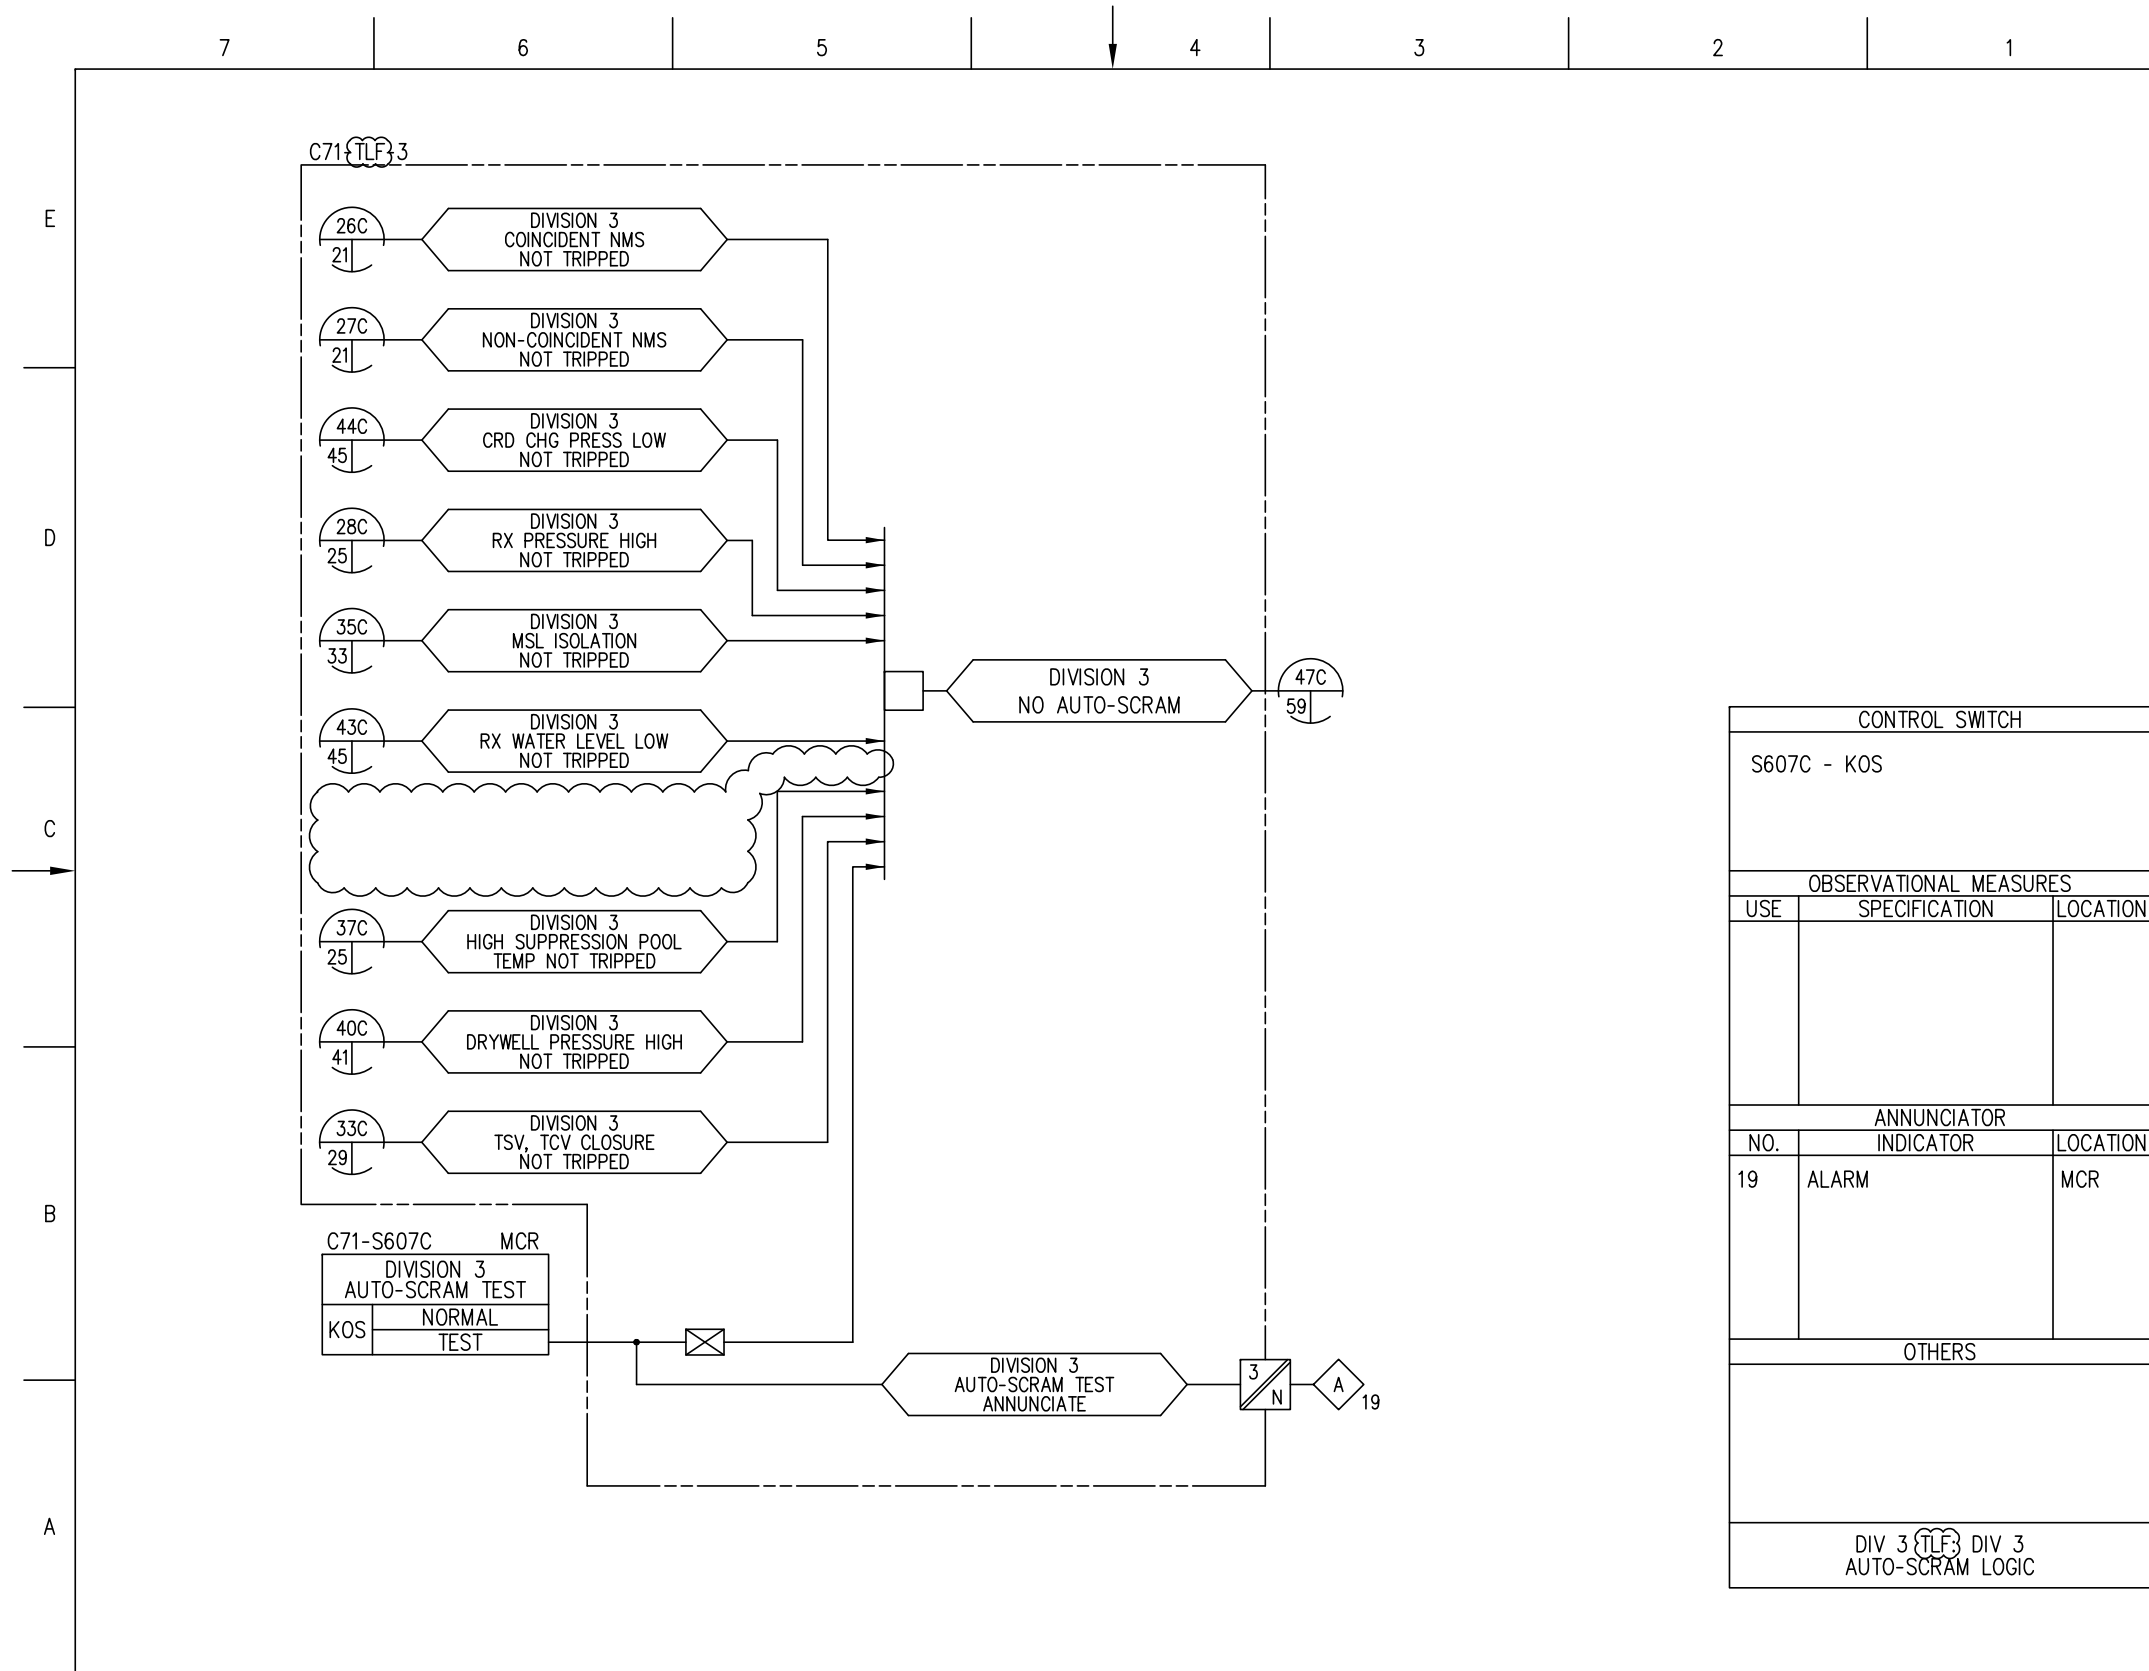 7
6
5
4
3
2
1
E
D
C
B
A
C71-TLF-3
26C
21
DIVISION 3
COINCIDENT NMS
NOT TRIPPED
27C
21
DIVISION 3
NON-COINCIDENT NMS
NOT TRIPPED
44C
45
DIVISION 3
CRD CHG PRESS LOW
NOT TRIPPED
28C
25
DIVISION 3
RX PRESSURE HIGH
NOT TRIPPED
35C
33
DIVISION 3
MSL ISOLATION
NOT TRIPPED
43C
45
DIVISION 3
RX WATER LEVEL LOW
NOT TRIPPED
37C
25
DIVISION 3
HIGH SUPPRESSION POOL
TEMP NOT TRIPPED
40C
41
DIVISION 3
DRYWELL PRESSURE HIGH
NOT TRIPPED
33C
29
DIVISION 3
TSV, TCV CLOSURE
NOT TRIPPED
DIVISION 3
NO AUTO-SCRAM
47C
59
C71-S607C MCR
DIVISION 3
AUTO-SCRAM TEST
KOS
NORMAL
TEST
DIVISION 3
AUTO-SCRAM TEST
ANNUNCIATE
3
N
A
19
CONTROL SWITCH
S607C - KOS
OBSERVATIONAL MEASURES
USE SPECIFICATION LOCATION
ANNUNCIATOR
NO. INDICATOR LOCATION
19 ALARM MCR
OTHERS
DIV 3 TLF: DIV 3
AUTO-SCRAM LOGIC